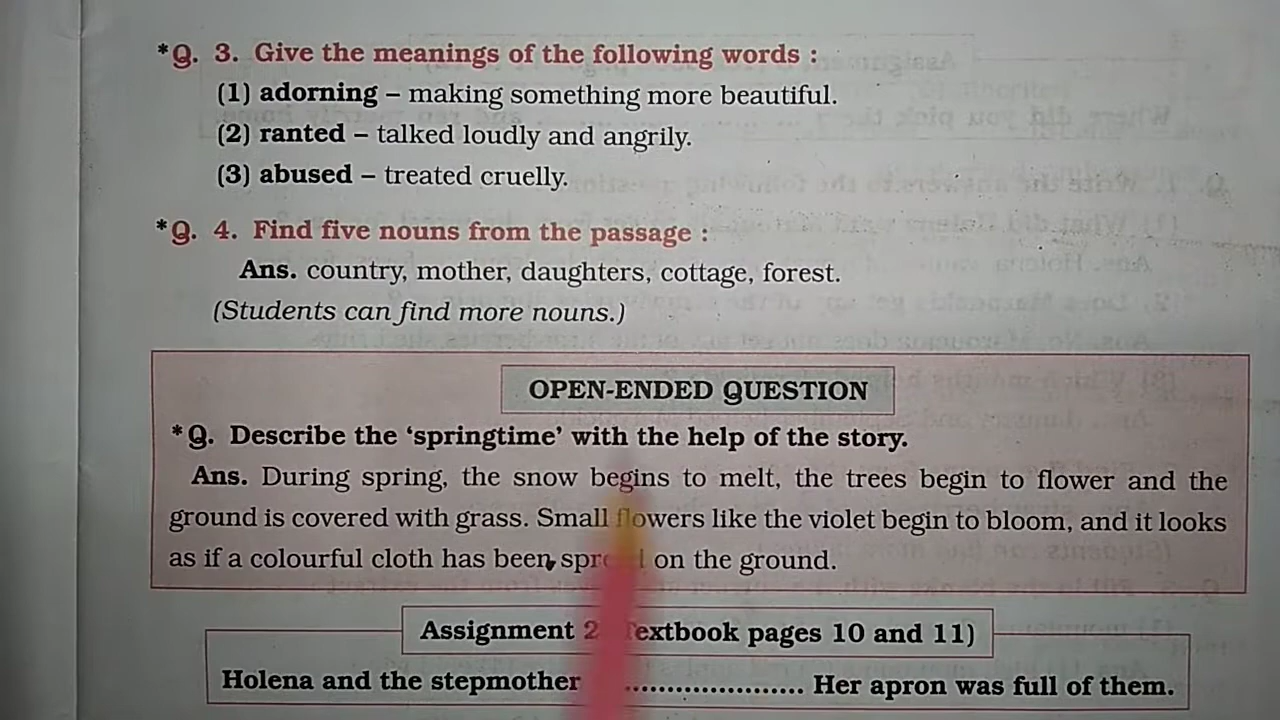 *Q. 3. Give the meanings of the following words :
(1) adorning – making something more beautiful.
(2) ranted – talked loudly and angrily.
(3) abused – treated cruelly.
*Q. 4. Find five nouns from the passage :
Ans. country, mother, daughters, cottage, forest.
(Students can find more nouns.)
OPEN-ENDED QUESTION
*Q. Describe the ‘springtime’ with the help of the story.
Ans. During spring, the snow begins to melt, the trees begin to flower and the
ground is covered with grass. Small flowers like the violet begin to bloom, and it looks
as if a colourful cloth has been on the ground.
Assignment 2 pages 10 and 11)
Holena and the stepmother ..................... Her apron was full of them.